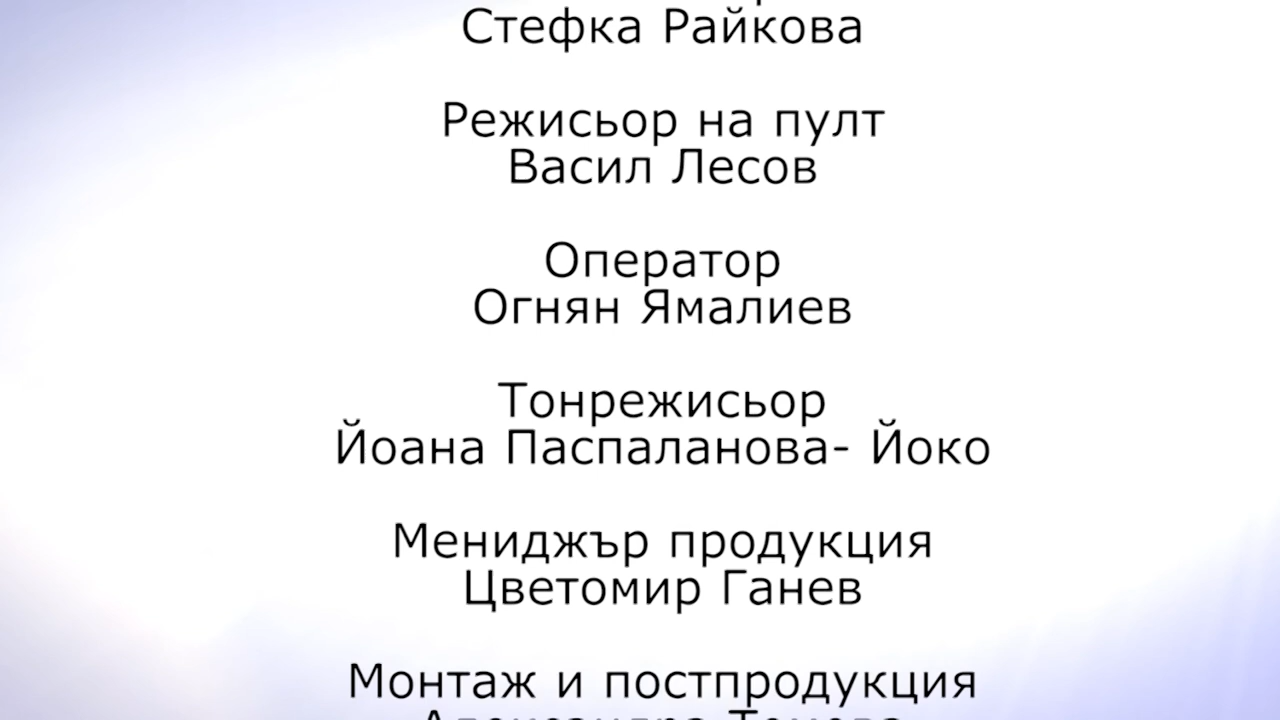 Стефка Райкова
Режисьор на пулт
Васил Лесов
Оператор
Огнян Ямалиев
Тонрежисьор
Йоана Паспаланова- Йоко
Мениджър продукция
Цветомир Ганев
Монтаж и постпродукция